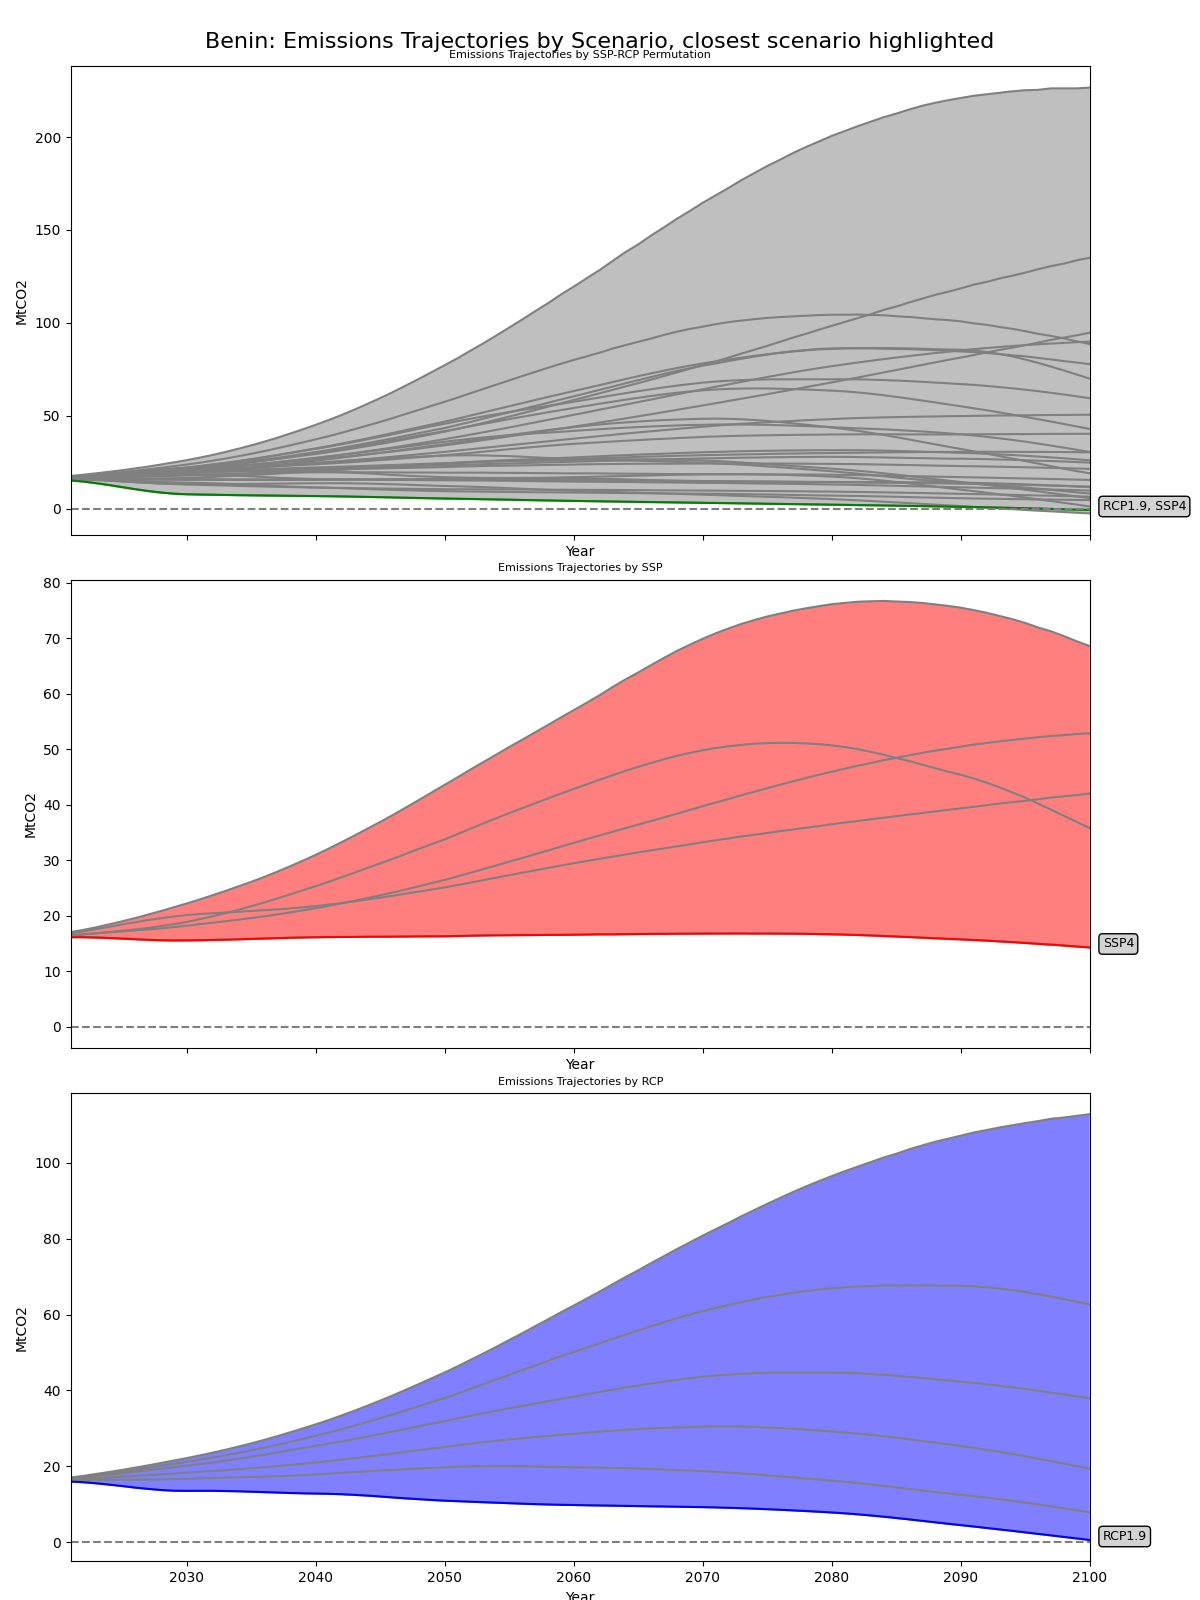 Benin: Emissions Trajectories by Scenario, closest scenario highlighted
Emissions Trajectories by SSP-RCP Permutation
MtCO2
200
150
100
50
0
RCP1.9, SSP4
Year
Emissions Trajectories by SSP
MtCO2
80
70
60
50
40
30
20
10
0
SSP4
Year
Emissions Trajectories by RCP
MtCO2
100
80
60
40
20
0
RCP1.9
2030 2040 2050 2060 2070 2080 2090 2100
Year